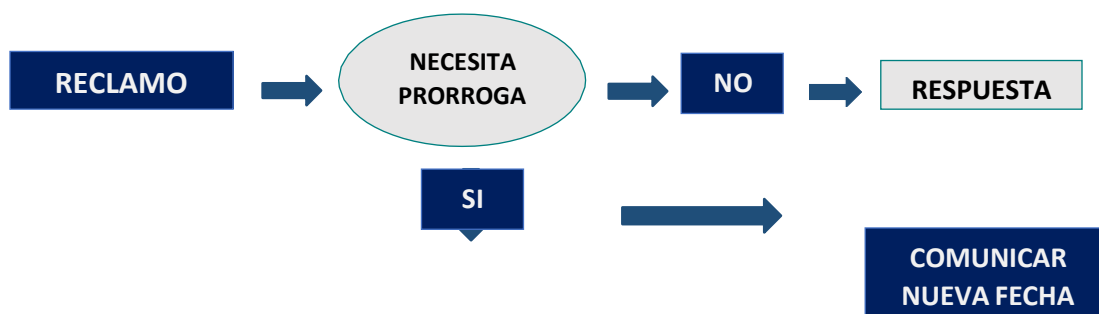 RECLAMO
NECESITA
PRORROGA
NO
RESPUESTA
SI
COMUNICAR
NUEVA FECHA